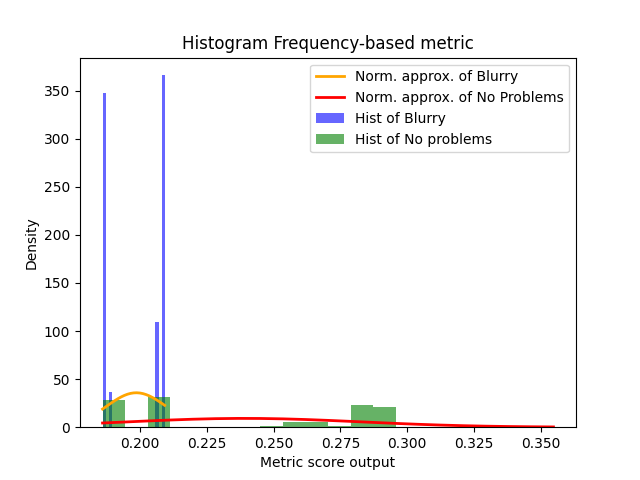 Histogram Frequency-based metric
Norm. approx. of Blurry
Norm. approx. of No Problems
Hist of Blurry
Hist of No problems
Density
350
300
250
200
150
100
50
0
0.200 0.225 0.250 0.275 0.300 0.325 0.350
Metric score output